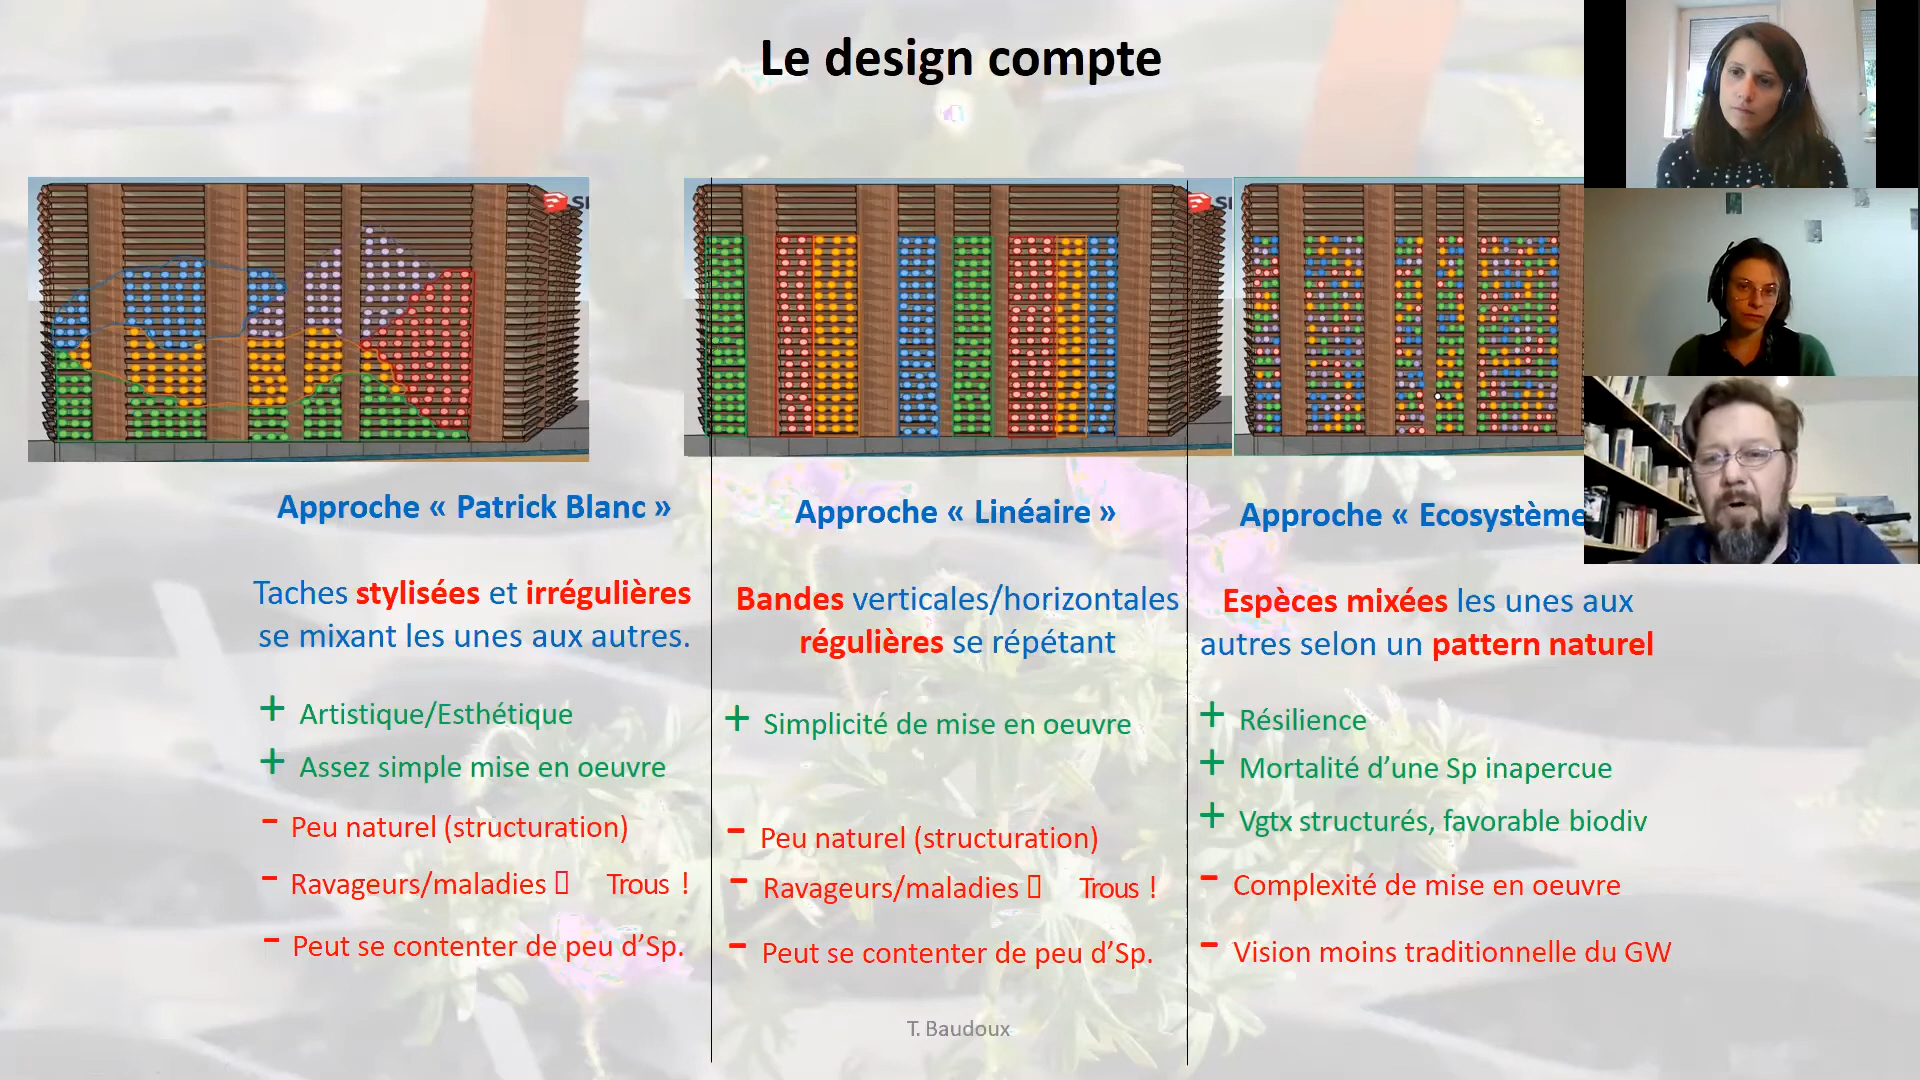 Le design compte
Approche « Patrick Blanc »
Taches stylisées et irrégulières
se mixant les unes aux autres.
+ Artistique/Esthétique
+ Assez simple mise en oeuvre
- Peu naturel (structuration)
- Ravageurs/maladies ▯ Trous !
- Peut se contenter de peu d'Sp.
Approche « Linéaire »
Bandes verticales/horizontales
régulières se répétant
+ Simplicité de mise en oeuvre
- Peu naturel (structuration)
- Ravageurs/maladies ▯ Trous !
- Peut se contenter de peu d'Sp.
Approche « Ecosystème
Espèces mixées les unes aux
autres selon un pattern naturel
+ Résilience
+ Mortalité d'une Sp inapercue
+ Vgtx structurés, favorable biodiv
- Complexité de mise en oeuvre
- Vision moins traditionnelle du GW
T. Baudoux